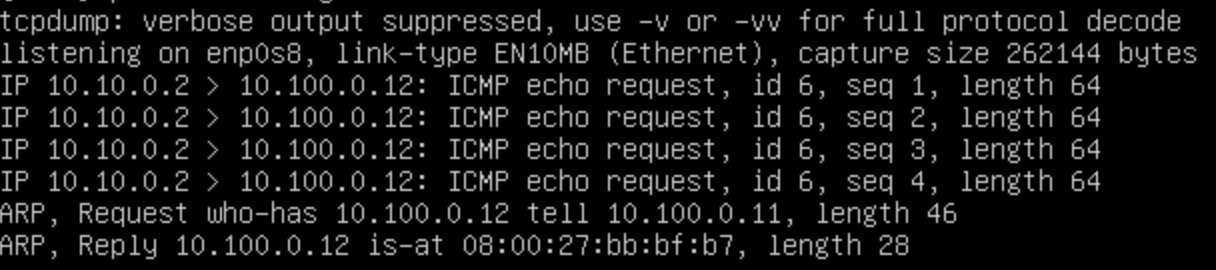 tcpdump: verbose output suppressed, use -v or -vv for full protocol decode
listening on enp0s8, link-type EN10MB (Ethernet), capture size 262144 bytes
IP 10.10.0.2 > 10.100.0.12: ICMP echo request, id 6, seq 1, length 64
IP 10.10.0.2 > 10.100.0.12: ICMP echo request, id 6, seq 2, length 64
IP 10.10.0.2 > 10.100.0.12: ICMP echo request, id 6, seq 3, length 64
IP 10.10.0.2 > 10.100.0.12: ICMP echo request, id 6, seq 4, length 64
ARP, Request who-has 10.100.0.12 tell 10.100.0.11, length 46
ARP, Reply 10.100.0.12 is-at 08:00:27:bb:bf:b7, length 28